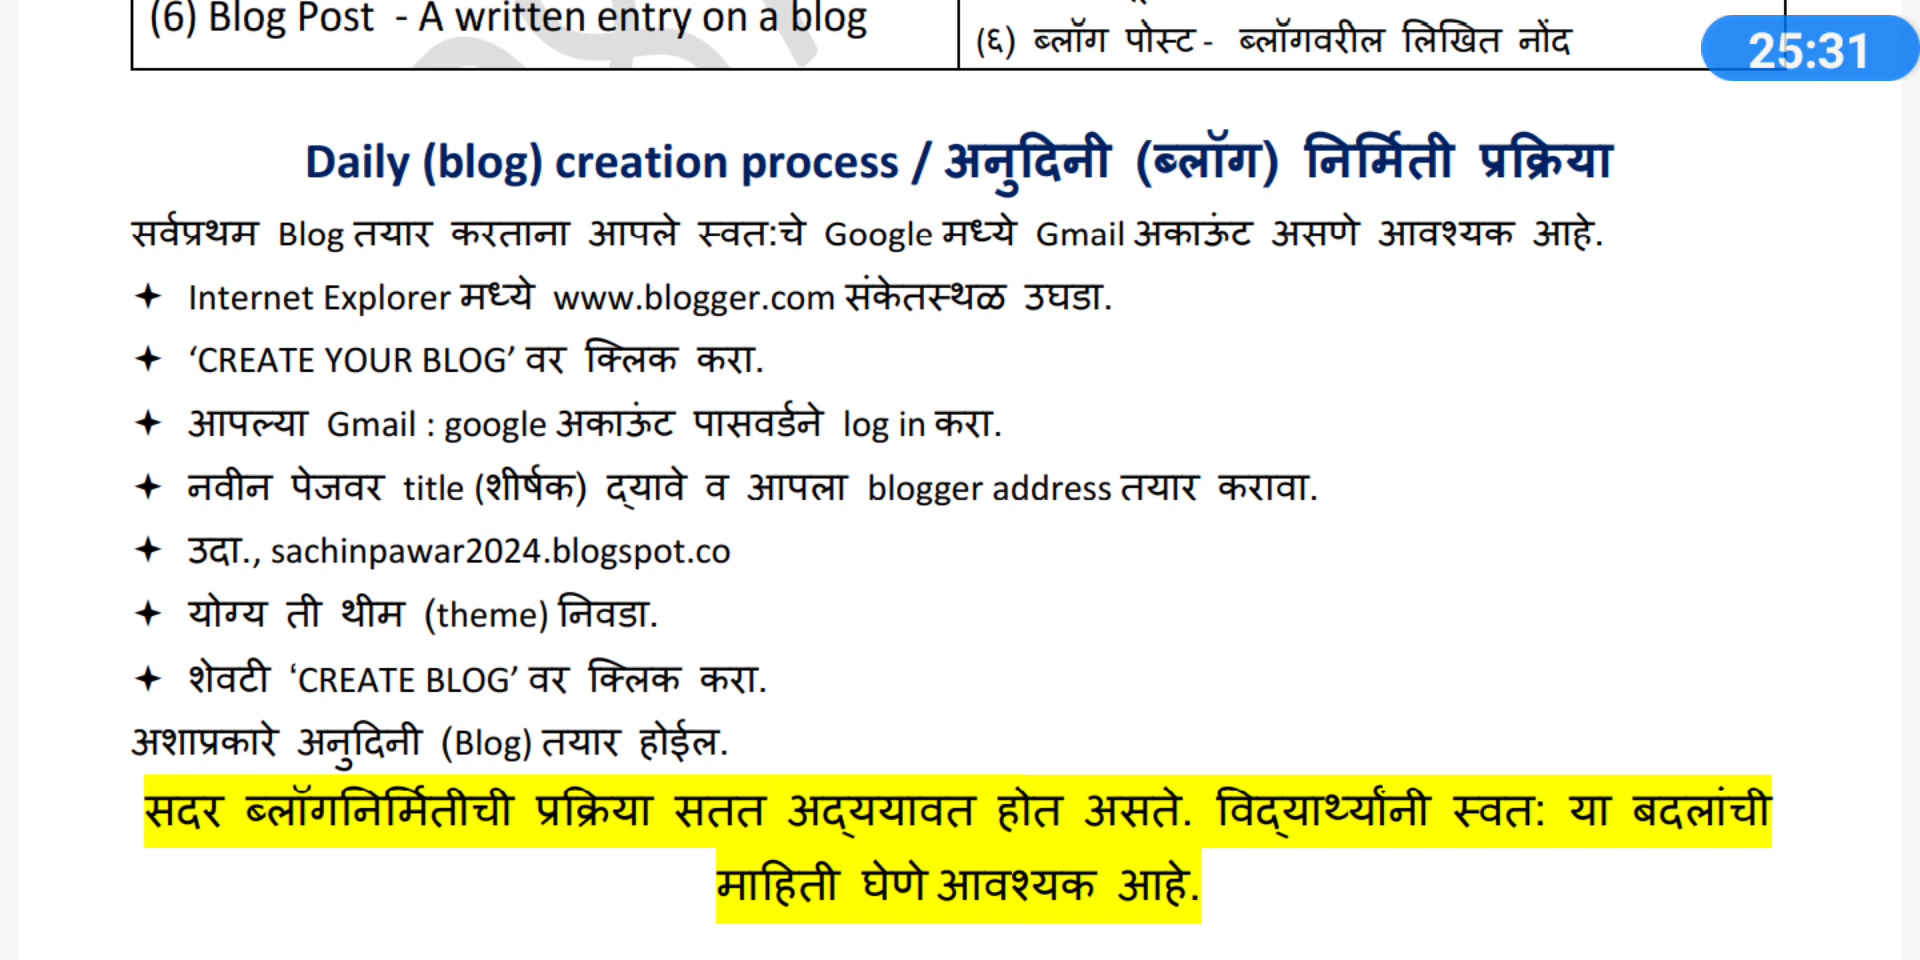 (6) Blog Post - A written entry on a blog
(६) ब्लॉग पोस्ट - ब्लॉगवरील लिखित नोंद
25:31
Daily (blog) creation process / अनुदिनी (ब्लॉग) निर्मिती प्रक्रिया
सर्वप्रथम Blog तयार करताना आपले स्वत:चे Google मध्ये Gmail अकाऊंट असणे आवश्यक आहे.
✦ Internet Explorer मध्ये www.blogger.com संकेतस्थळ उघडा.
✦ ‘CREATE YOUR BLOG’ वर क्लिक करा.
✦ आपल्या Gmail : google अकाऊंट पासवर्डने log in करा.
✦ नवीन पेजवर title (शीर्षक) द्यावे व आपला blogger address तयार करावा.
✦ उदा., sachinpawar2024.blogspot.co
✦ योग्य ती थीम (theme) निवडा.
✦ शेवटी ‘CREATE BLOG’ वर क्लिक करा.
अशाप्रकारे अनुदिनी (Blog) तयार होईल.
सदर ब्लॉगनिर्मितीची प्रक्रिया सतत अद्ययावत होत असते. विद्यार्थ्यांनी स्वत: या बदलांची
माहिती घेणे आवश्यक आहे.